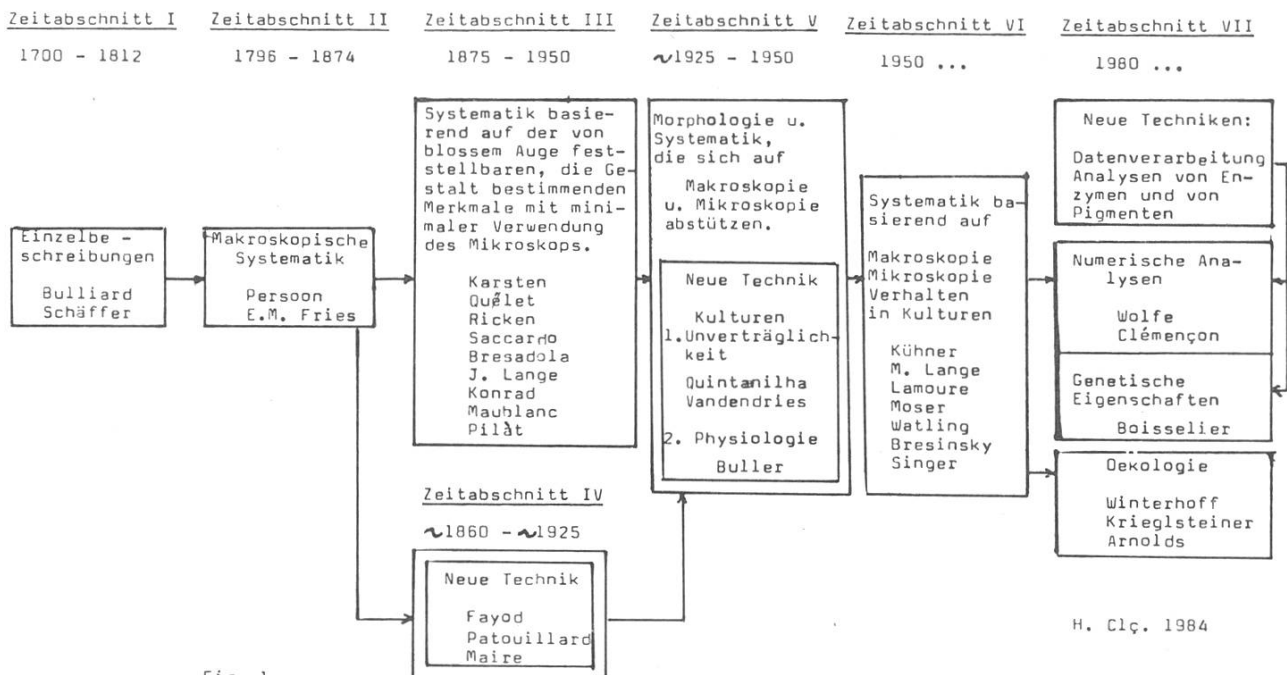 Zeitabschnitt I
1700 - 1812
Einzelbe-
schreibungen
Bulliard
Schäffer
Zeitabschnitt II
1796 - 1874
Makroskopische
Systematik
Persoon
E.M. Fries
Zeitabschnitt III
1875 - 1950
Systematik basie-
rend auf der von
blossem Auge fest-
stellbaren, die Ge-
stalt bestimmenden
Merkmale mit mini-
maler Verwendung
des Mikroskops.
Karsten
Quélet
Ricken
Saccardo
Bresadola
J. Lange
Konrad
Maublanc
Pilàt
Zeitabschnitt IV
~1860 - ~1925
Neue Technik
Fayod
Patouillard
Maire
Zeitabschnitt V
~1925 - 1950
Morphologie u.
Systematik,
die sich auf
Makroskopie
u. Mikroskopie
abstützen.
Neue Technik
Kulturen
1.Unverträglich-
keit
Quintanilha
Vandendries
2. Physiologie
Buller
Zeitabschnitt VI
1950 ...
Systematik ba-
sierend auf
Makroskopie
Mikroskopie
Verhalten
in Kulturen
Kühner
M. Lange
Lamoure
Moser
Watling
Bresinsky
Singer
Zeitabschnitt VII
1980 ...
Neue Techniken:
Datenverarbeitung
Analysen von En-
zymen und von
Pigmenten
Numerische Ana-
lysen
Wolfe
Clémençon
Genetische
Eigenschaften
Boisselier
Oekologie
Winterhoff
Krieglsteiner
Arnolds
H. Clç. 1984